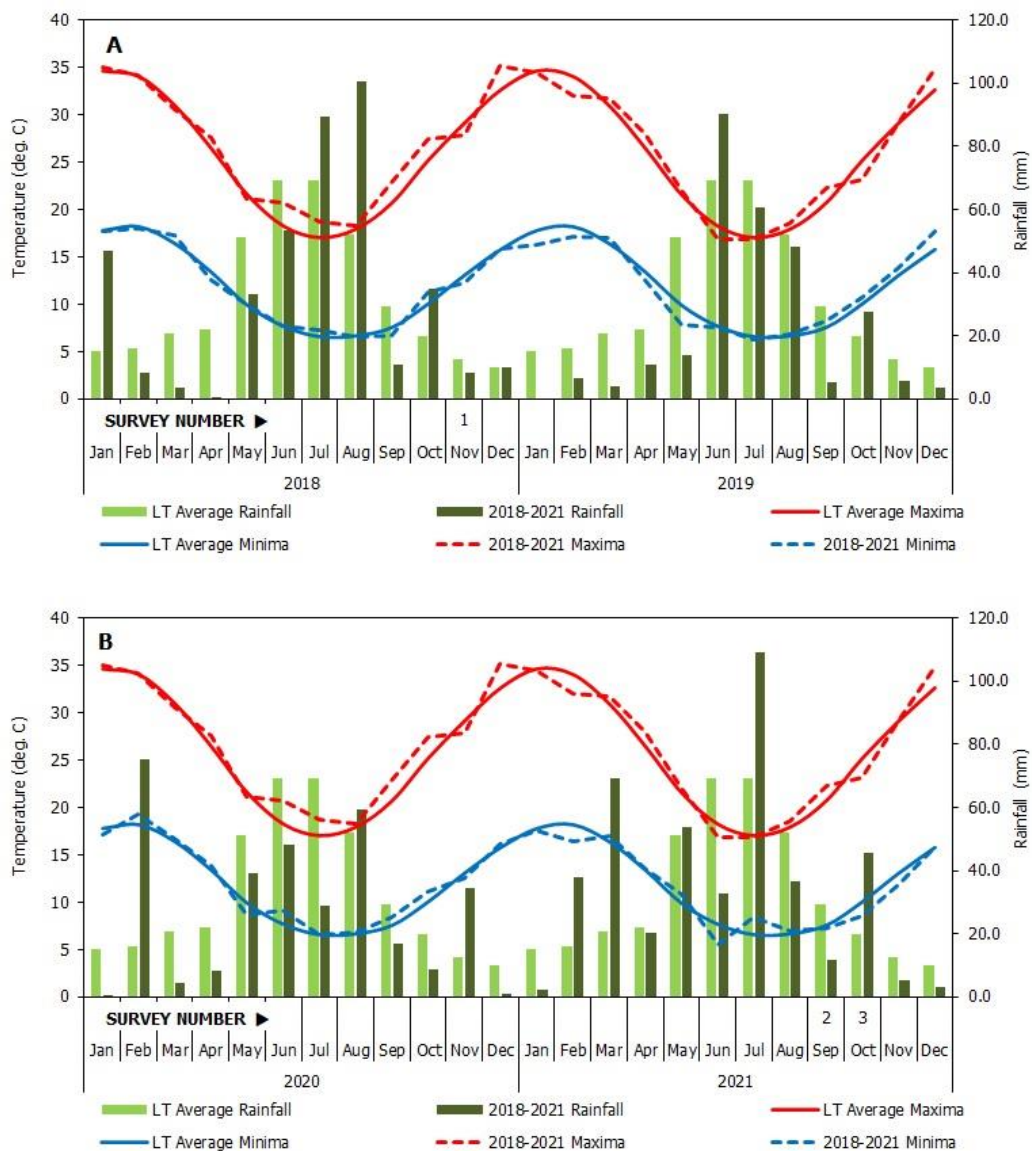 A
Temperature (deg. C)
40
35
30
25
20
15
10
5
0
120.0
100.0
80.0
60.0
40.0
20.0
0.0
Rainfall (mm)
SURVEY NUMBER ▶ 1
Jan Feb Mar Apr May Jun Jul Aug Sep Oct Nov Dec Jan Feb Mar Apr May Jun Jul Aug Sep Oct Nov Dec
2018 2019
LT Average Rainfall 2018-2021 Rainfall LT Average Maxima
LT Average Minima 2018-2021 Maxima 2018-2021 Minima
B
Temperature (deg. C)
40
35
30
25
20
15
10
5
0
120.0
100.0
80.0
60.0
40.0
20.0
0.0
Rainfall (mm)
SURVEY NUMBER ▶ 2 3
Jan Feb Mar Apr May Jun Jul Aug Sep Oct Nov Dec Jan Feb Mar Apr May Jun Jul Aug Sep Oct Nov Dec
2020 2021
LT Average Rainfall 2018-2021 Rainfall LT Average Maxima
LT Average Minima 2018-2021 Maxima 2018-2021 Minima